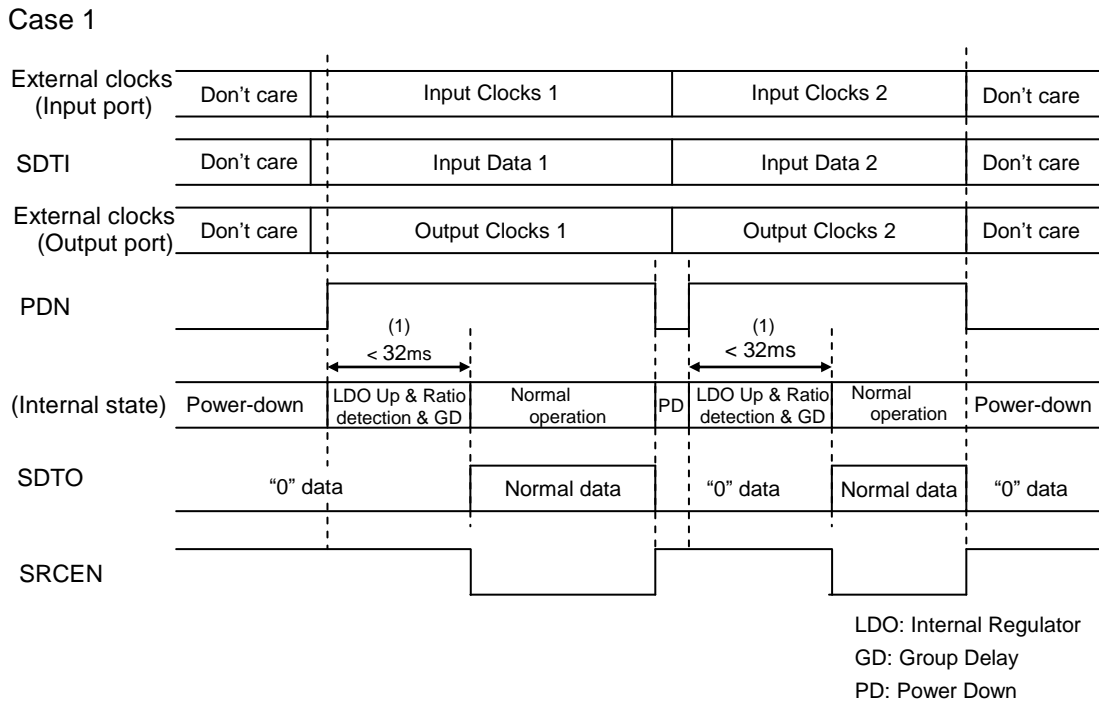 Case 1
External clocks
(Input port)
Don’t care
Input Clocks 1
Input Clocks 2
Don’t care
SDTI
Don’t care
Input Data 1
Input Data 2
Don’t care
External clocks
(Output port)
Don’t care
Output Clocks 1
Output Clocks 2
Don’t care
PDN
(1)
< 32ms
(1)
< 32ms
(Internal state)
Power-down
LDO Up & Ratio
detection & GD
Normal
operation
PD
LDO Up & Ratio
detection & GD
Normal
operation
Power-down
SDTO
“0” data
Normal data
“0” data
Normal data
“0” data
SRCEN
LDO: Internal Regulator
GD: Group Delay
PD: Power Down